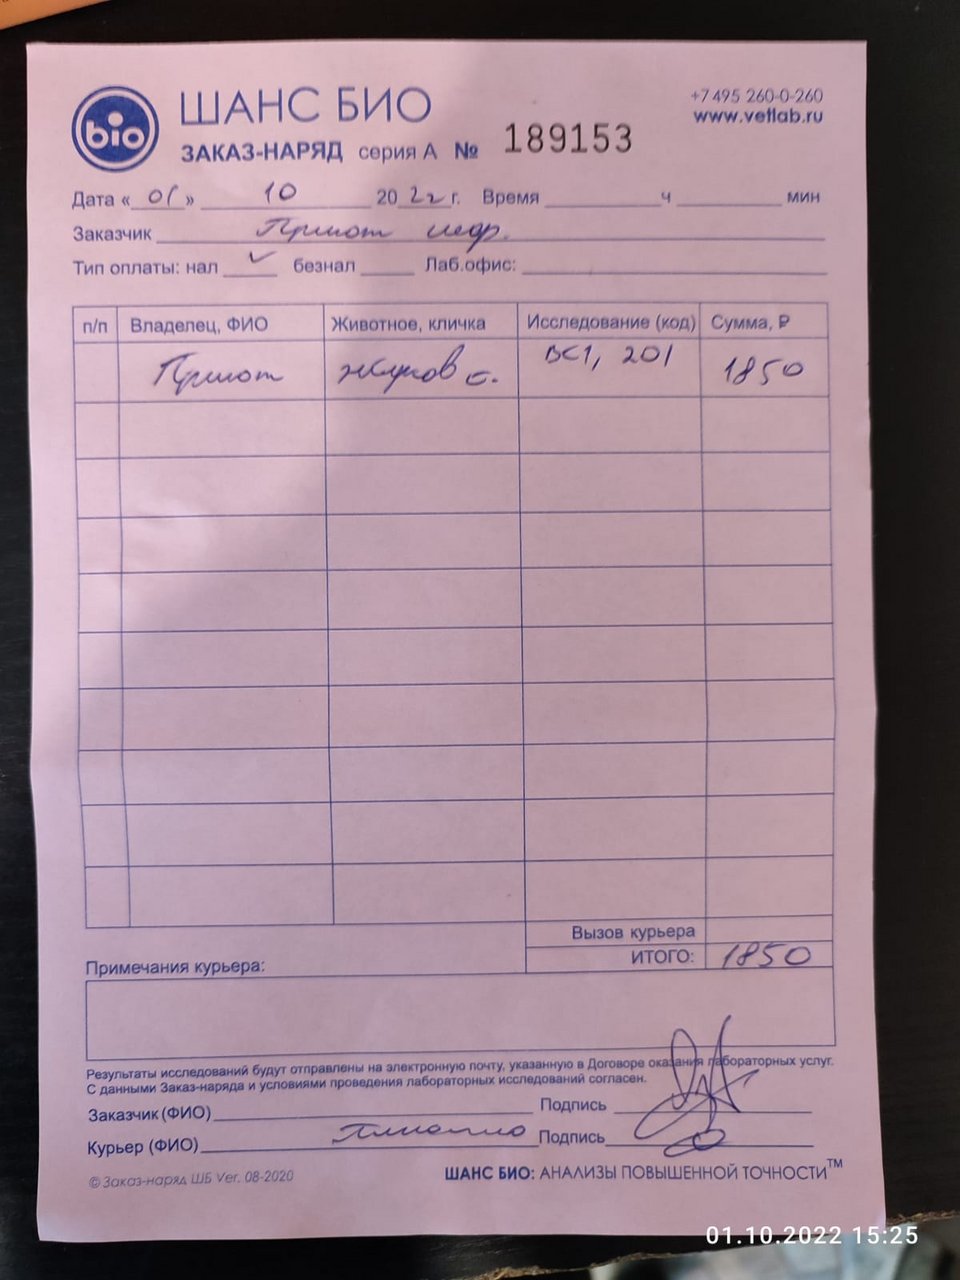 bio
ШАНС БИО
+7 495 260-0-260
www.vetlab.ru
ЗАКАЗ-НАРЯД серия А № 189153
Дата «01» 10 2022 г. Время ч мин
Заказчик Приют
Тип оплаты: нал ✓ безнал Лаб.офис:
п/п Владелец, ФИО Животное, кличка Исследование (код) Сумма, ₽
Приют с. 201 1850
Вызов курьера
ИТОГО: 1850
Примечания курьера:
Результаты исследований будут отправлены на электронную почту, указанную в Договоре оказания лабораторных услуг.
С данными Заказ-наряда и условиями проведения лабораторных исследований согласен.
Заказчик (ФИО) Подпись
Курьер (ФИО) Подпись
© Заказ-наряд ШБ Ver. 08-2020
ШАНС БИО: АНАЛИЗЫ ПОВЫШЕННОЙ ТОЧНОСТИ™
01.10.2022 15:25